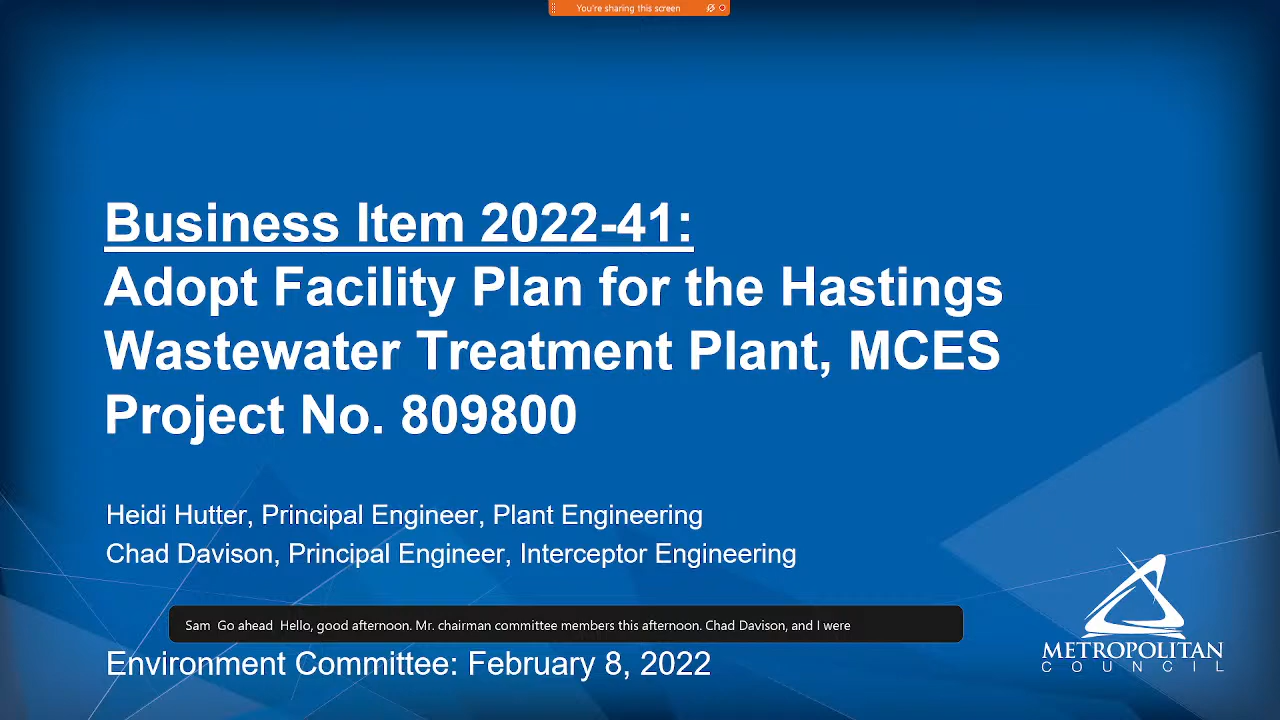 You're sharing this screen
Business Item 2022-41:
Adopt Facility Plan for the Hastings
Wastewater Treatment Plant, MCES
Project No. 809800
Heidi Hutter, Principal Engineer, Plant Engineering
Chad Davison, Principal Engineer, Interceptor Engineering
Sam Go ahead Hello, good afternoon. Mr. chairman committee members this afternoon. Chad Davison, and I were
Environment Committee: February 8, 2022
METROPOLITAN
COUNCIL